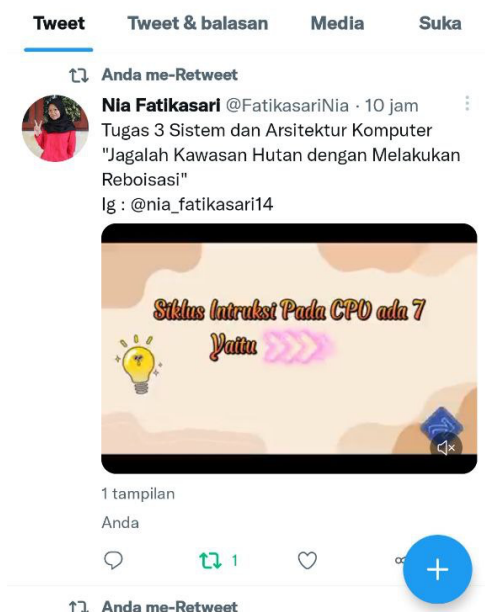 Tweet Tweet & balasan Media Suka
Anda me-Retweet
Nia Fatikasari @FatikasariNia · 10 jam
Tugas 3 Sistem dan Arsitektur Komputer
"Jagalah Kawasan Hutan dengan Melakukan
Reboisasi"
Ig : @nia_fatikasari14
Siklus Intruksi Pada CPU ada 7
Yaitu
1 tampilan
Anda
1
Anda me-Retweet